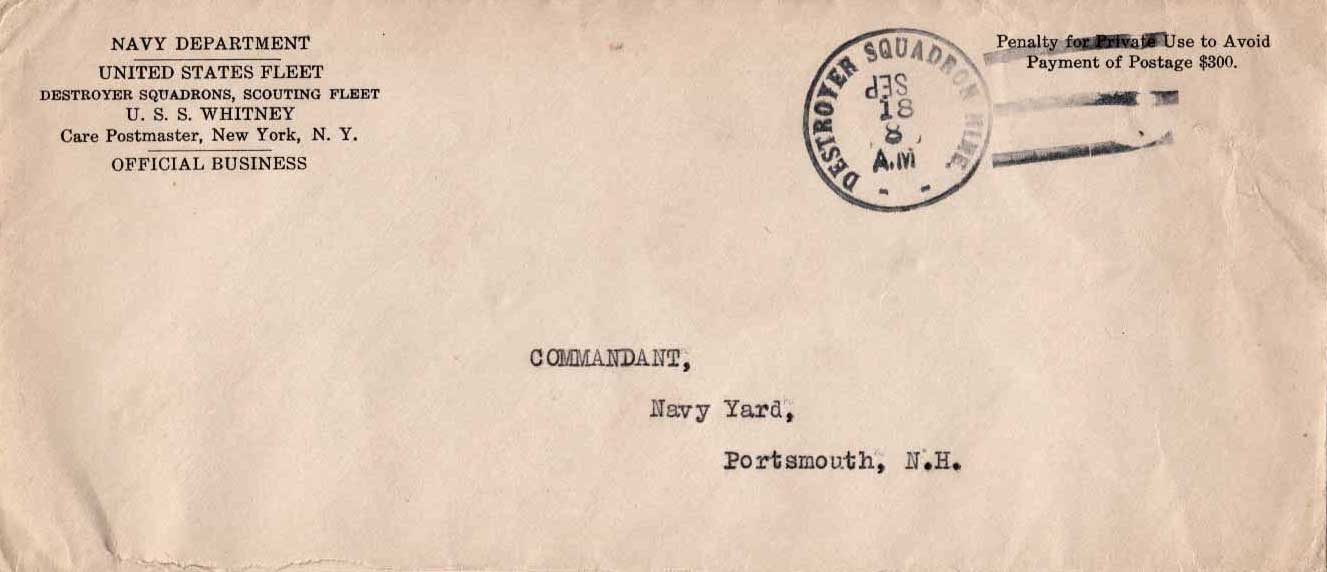 NAVY DEPARTMENT
UNITED STATES FLEET
DESTROYER SQUADRONS, SCOUTING FLEET
U. S. S. WHITNEY
Care Postmaster, New York, N. Y.
OFFICIAL BUSINESS
DESTROYER SQUADRON NINE.
SEP
18
8
A.M
Penalty for Private Use to Avoid
Payment of Postage $300.
COMMANDANT,
Navy Yard,
Portsmouth, N.H.